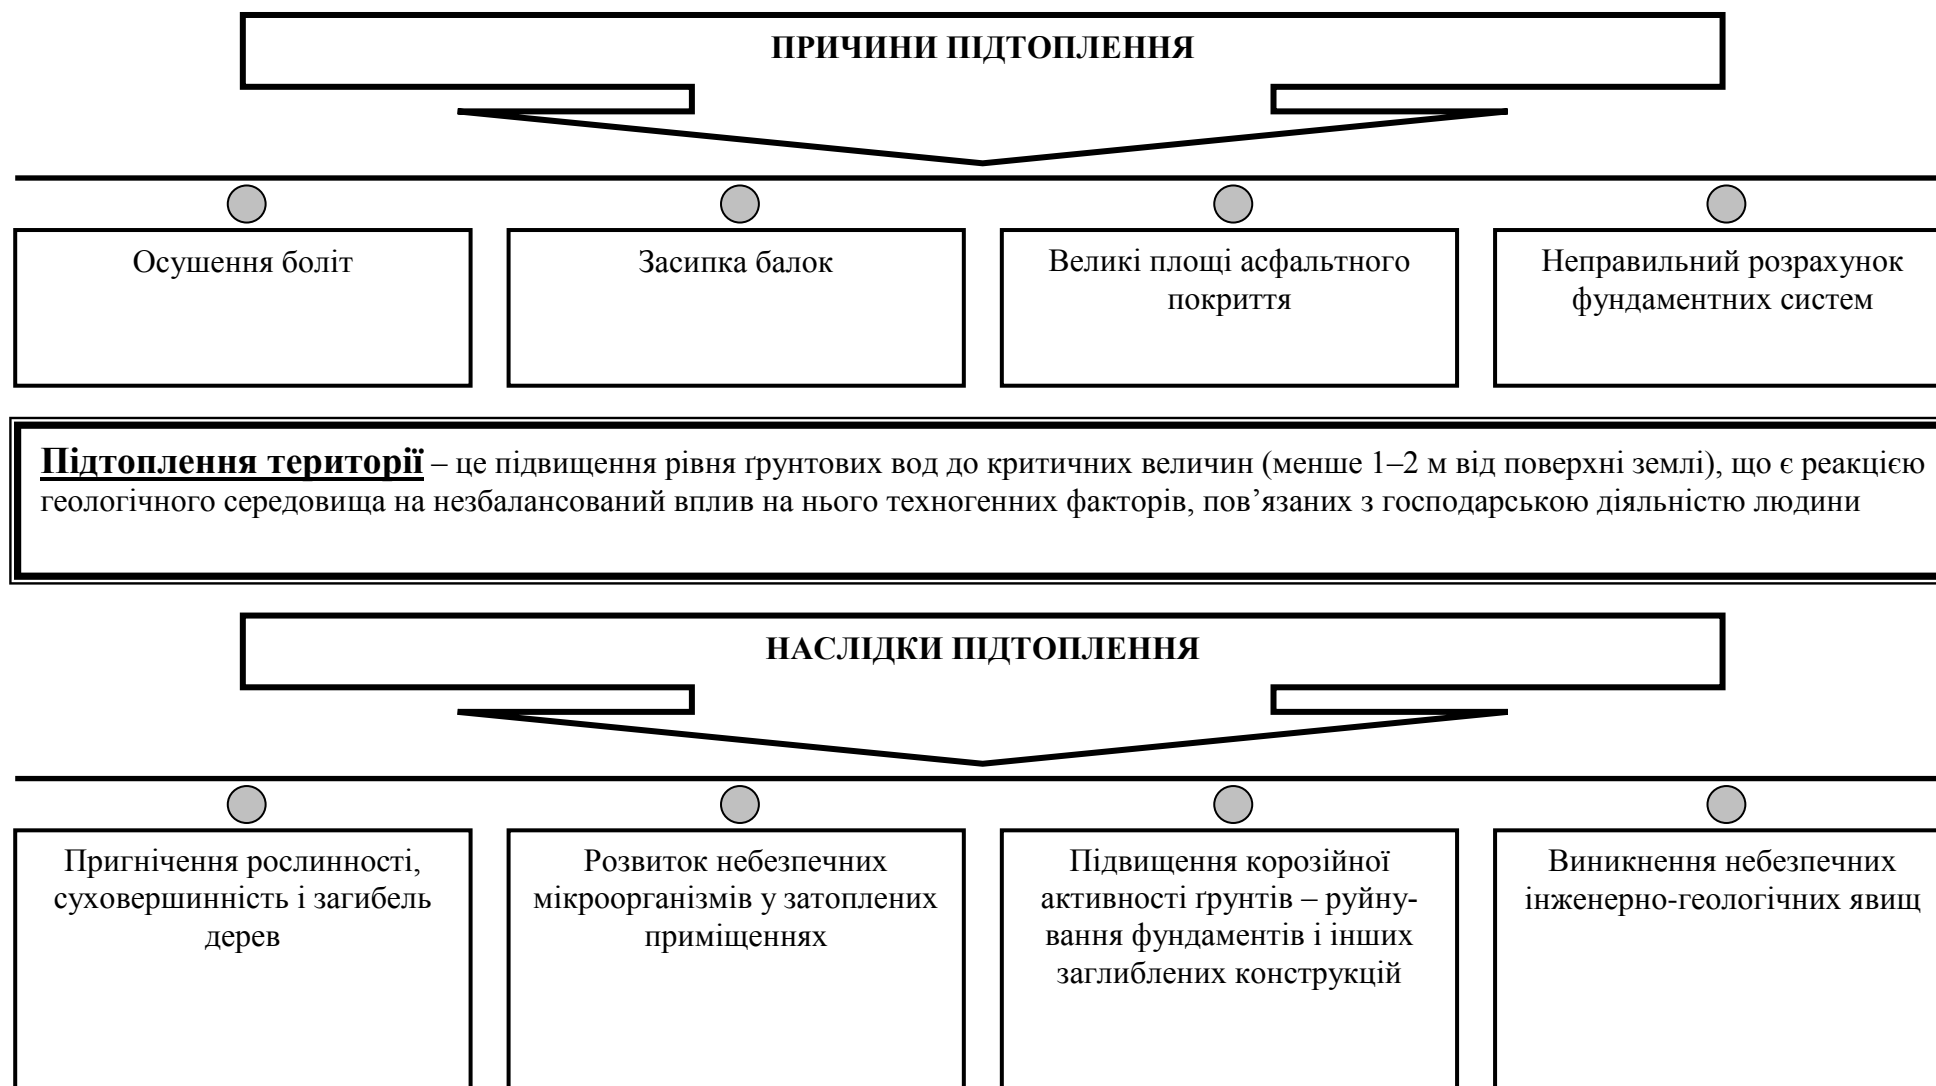 ПРИЧИНИ ПІДТОПЛЕННЯ
Осушення боліт
Засипка балок
Великі площі асфальтного
покриття
Неправильний розрахунок
фундаментних систем
Підтоплення території – це підвищення рівня ґрунтових вод до критичних величин (менше 1–2 м від поверхні землі), що є реакцією
геологічного середовища на незбалансований вплив на нього техногенних факторів, пов’язаних з господарською діяльністю людини
НАСЛІДКИ ПІДТОПЛЕННЯ
Пригнічення рослинності,
суховершинність і загибель
дерев
Розвиток небезпечних
мікроорганізмів у затоплених
приміщеннях
Підвищення корозійної
активності ґрунтів – руйну-
вання фундаментів і інших
заглиблених конструкцій
Виникнення небезпечних
інженерно-геологічних явищ